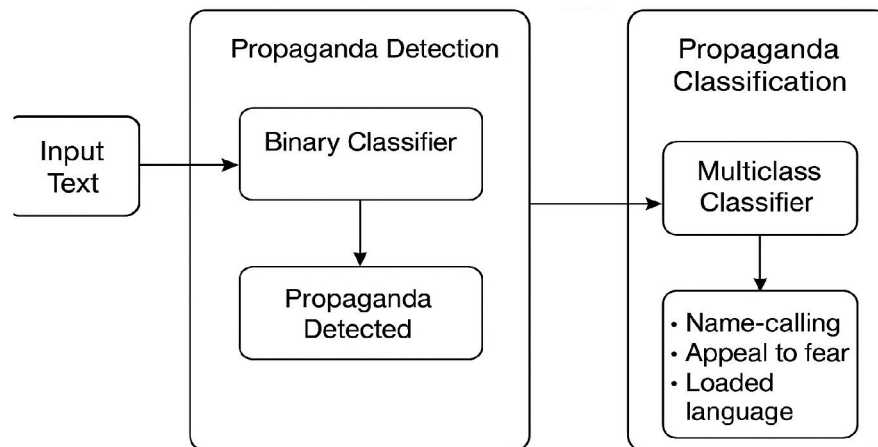 Input
Text
Propaganda Detection
Binary Classifier
Propaganda
Detected
Propaganda
Classification
Multiclass
Classifier
• Name-calling
• Appeal to fear
• Loaded
language